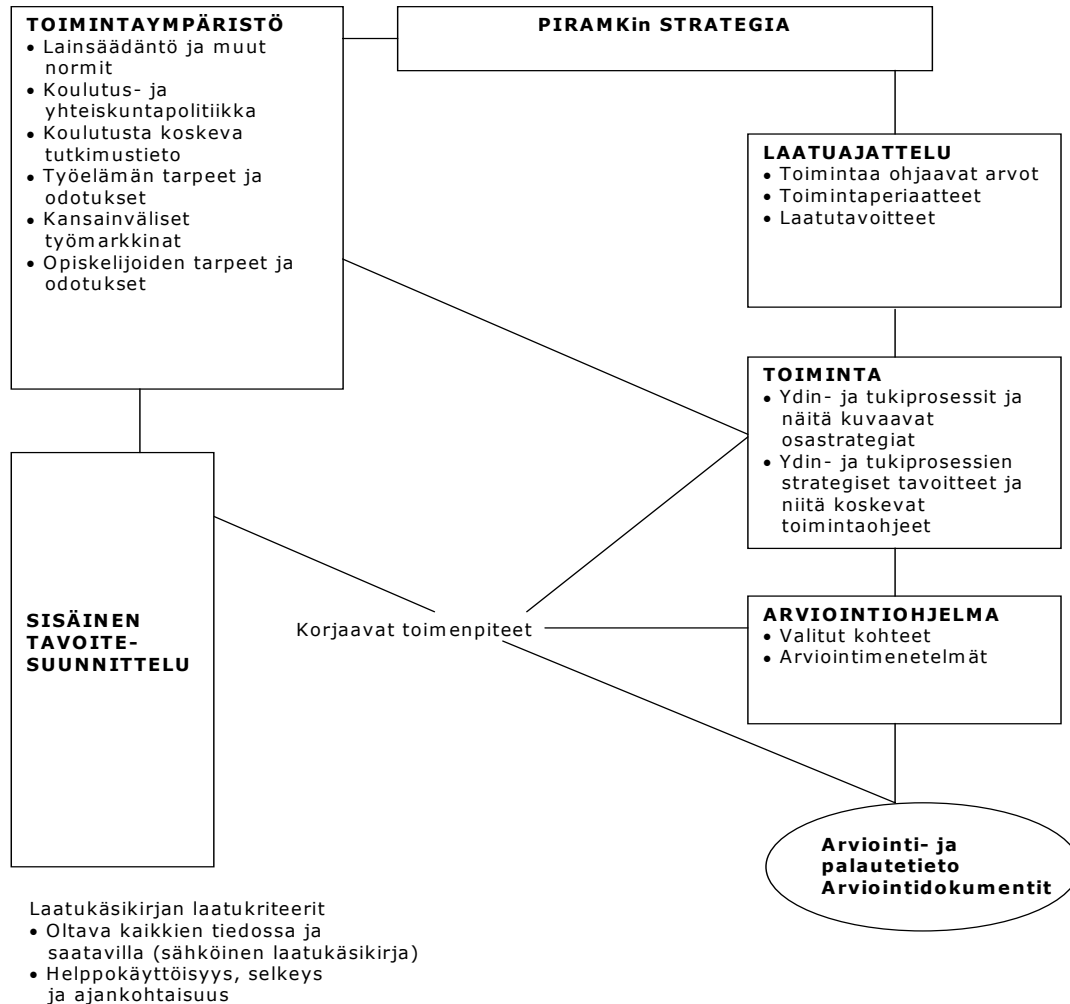 TOIMINTAYMPÄRISTÖ
• Lainsäädäntö ja muut
normit
• Koulutus- ja
yhteiskuntapolitiikka
• Koulutusta koskeva
tutkimustieto
• Työelämän tarpeet ja
odotukset
• Kansainväliset
työmarkkinat
• Opiskelijoiden tarpeet ja
odotukset
PIRAMKin STRATEGIA
LAATUAJATTELU
• Toimintaa ohjaavat arvot
• Toimintaperiaatteet
• Laatutavoitteet
TOIMINTA
• Ydin- ja tukiprosessit ja
näitä kuvaavat
osastrategiat
• Ydin- ja tukiprosessien
strategiset tavoitteet ja
niitä koskevat
toimintaohjeet
SISÄINEN
TAVOITE-
SUUNNITTELU
Korjaavat toimenpiteet
ARVIOINTIOHJELMA
• Valitut kohteet
• Arviointimenetelmät
Arviointi- ja
palautetieto
Arviointidokumentit
Laatukäsikirjan laatukriteerit
• Oltava kaikkien tiedossa ja
saatavilla (sähköinen laatukäsikirja)
• Helppokäyttöisyys, selkeys
ja ajankohtaisuus